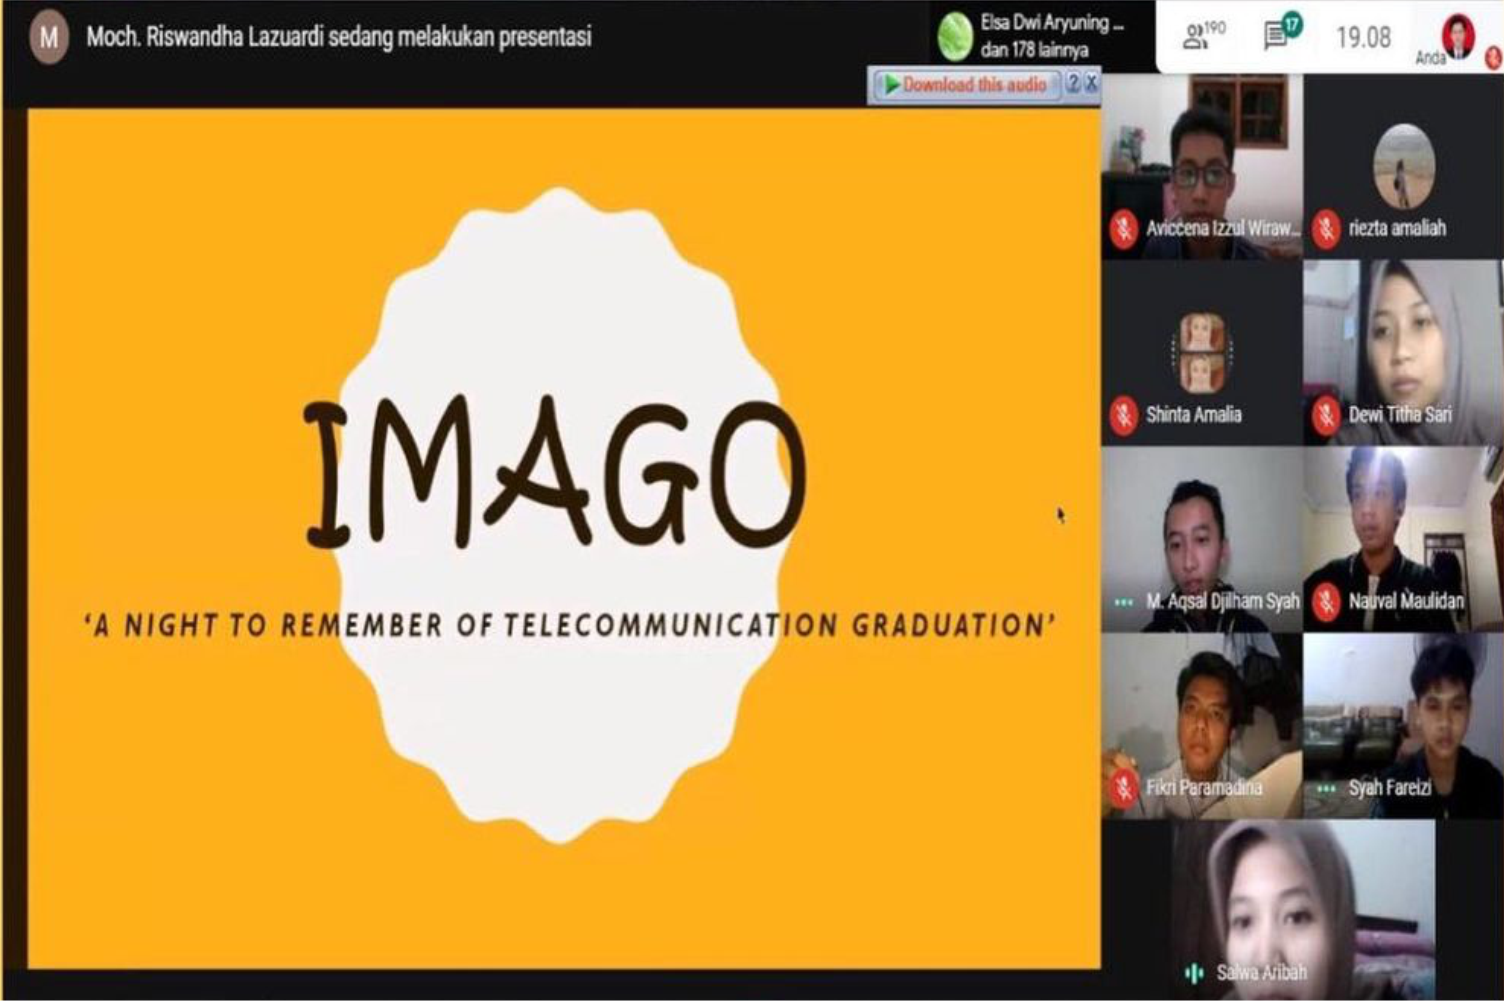 M
Moch. Riswandha Lazuardi sedang melakukan presentasi
Elsa Dwi Aryuning ...
dan 178 lainnya
190
17
19.08
Anda
Download this audio
? X
IMAGO
‘A NIGHT TO REMEMBER OF TELECOMMUNICATION GRADUATION’
Aviccena Izzul Wiraw...
riezta amaliah
Shinta Amalia
Dewi Titha Sari
M. Aqsal Djilham Syah
Nauval Maulidan
Fikri Paramadina
Syah Fareizi
Salwa Aribah